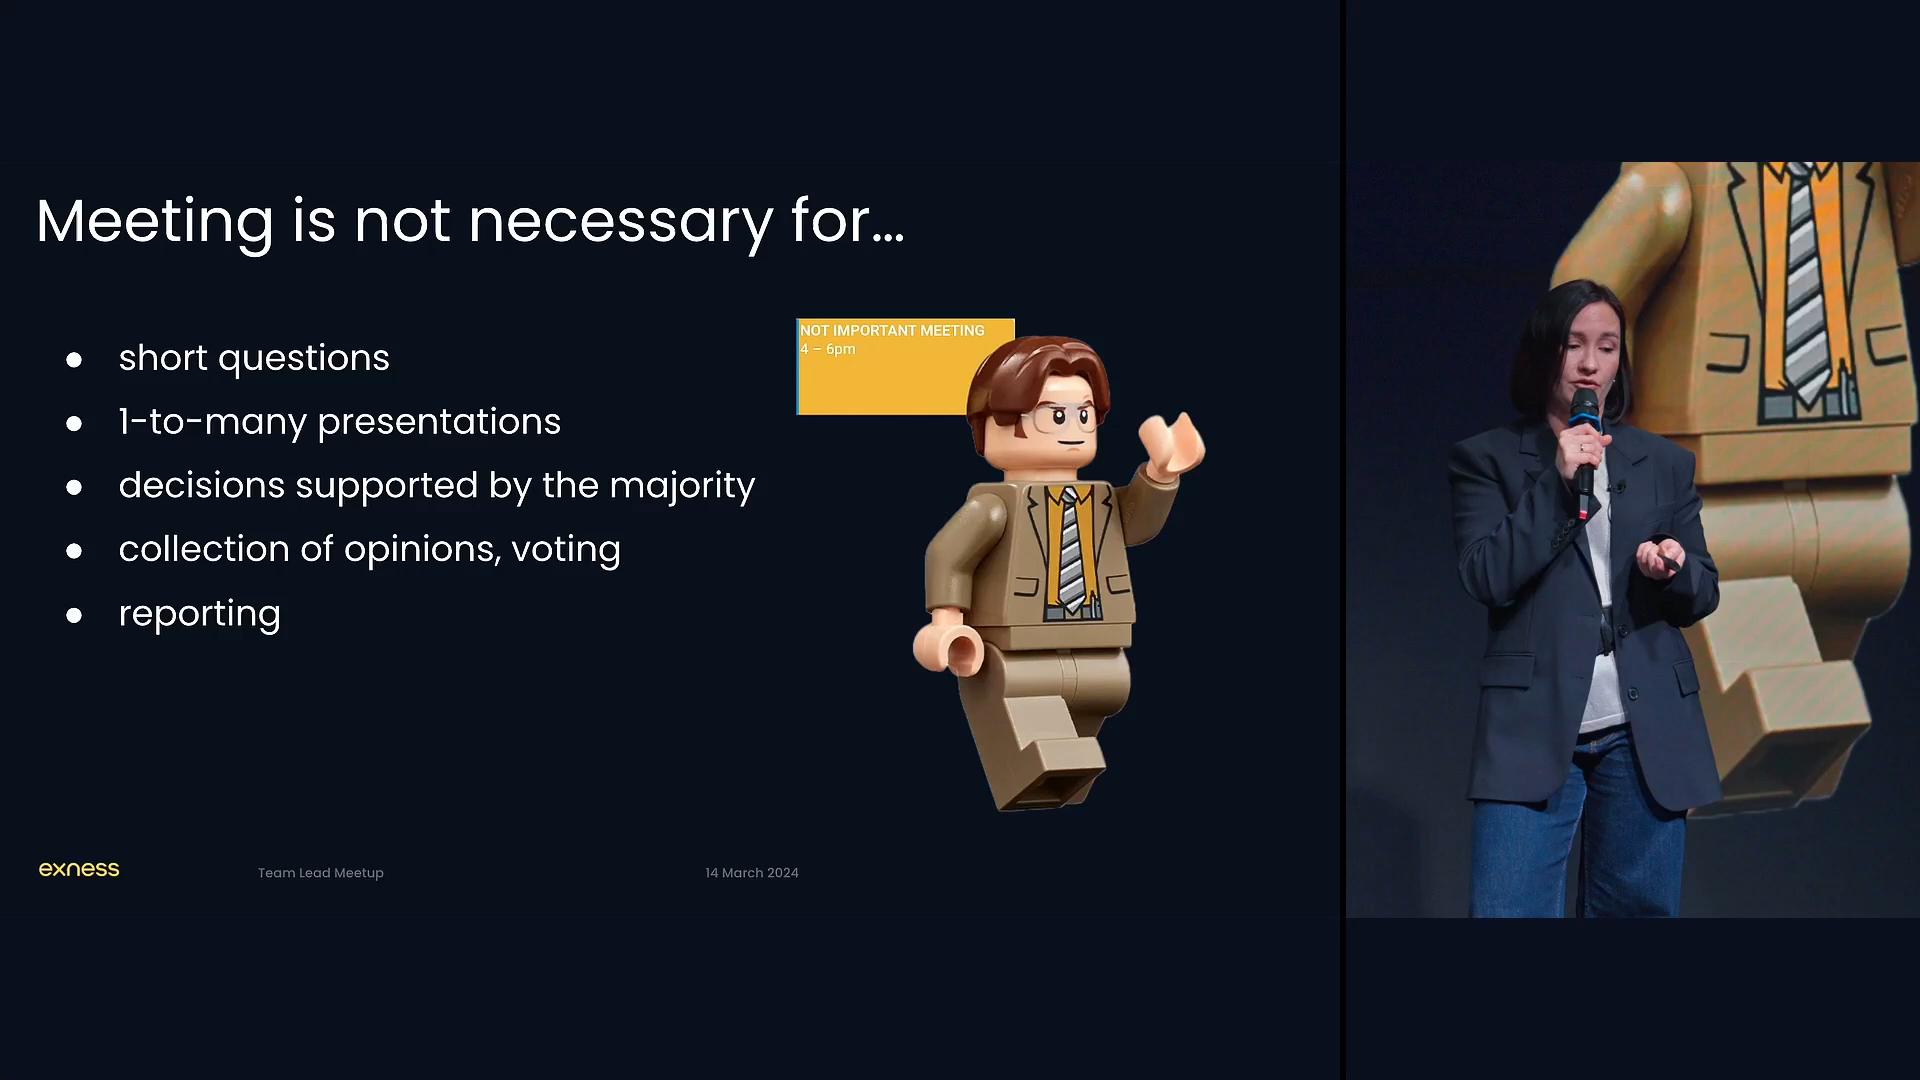 Meeting is not necessary for…
● short questions
● 1-to-many presentations
● decisions supported by the majority
● collection of opinions, voting
● reporting
NOT IMPORTANT MEETING
4 – 6pm
exness
Team Lead Meetup
14 March 2024